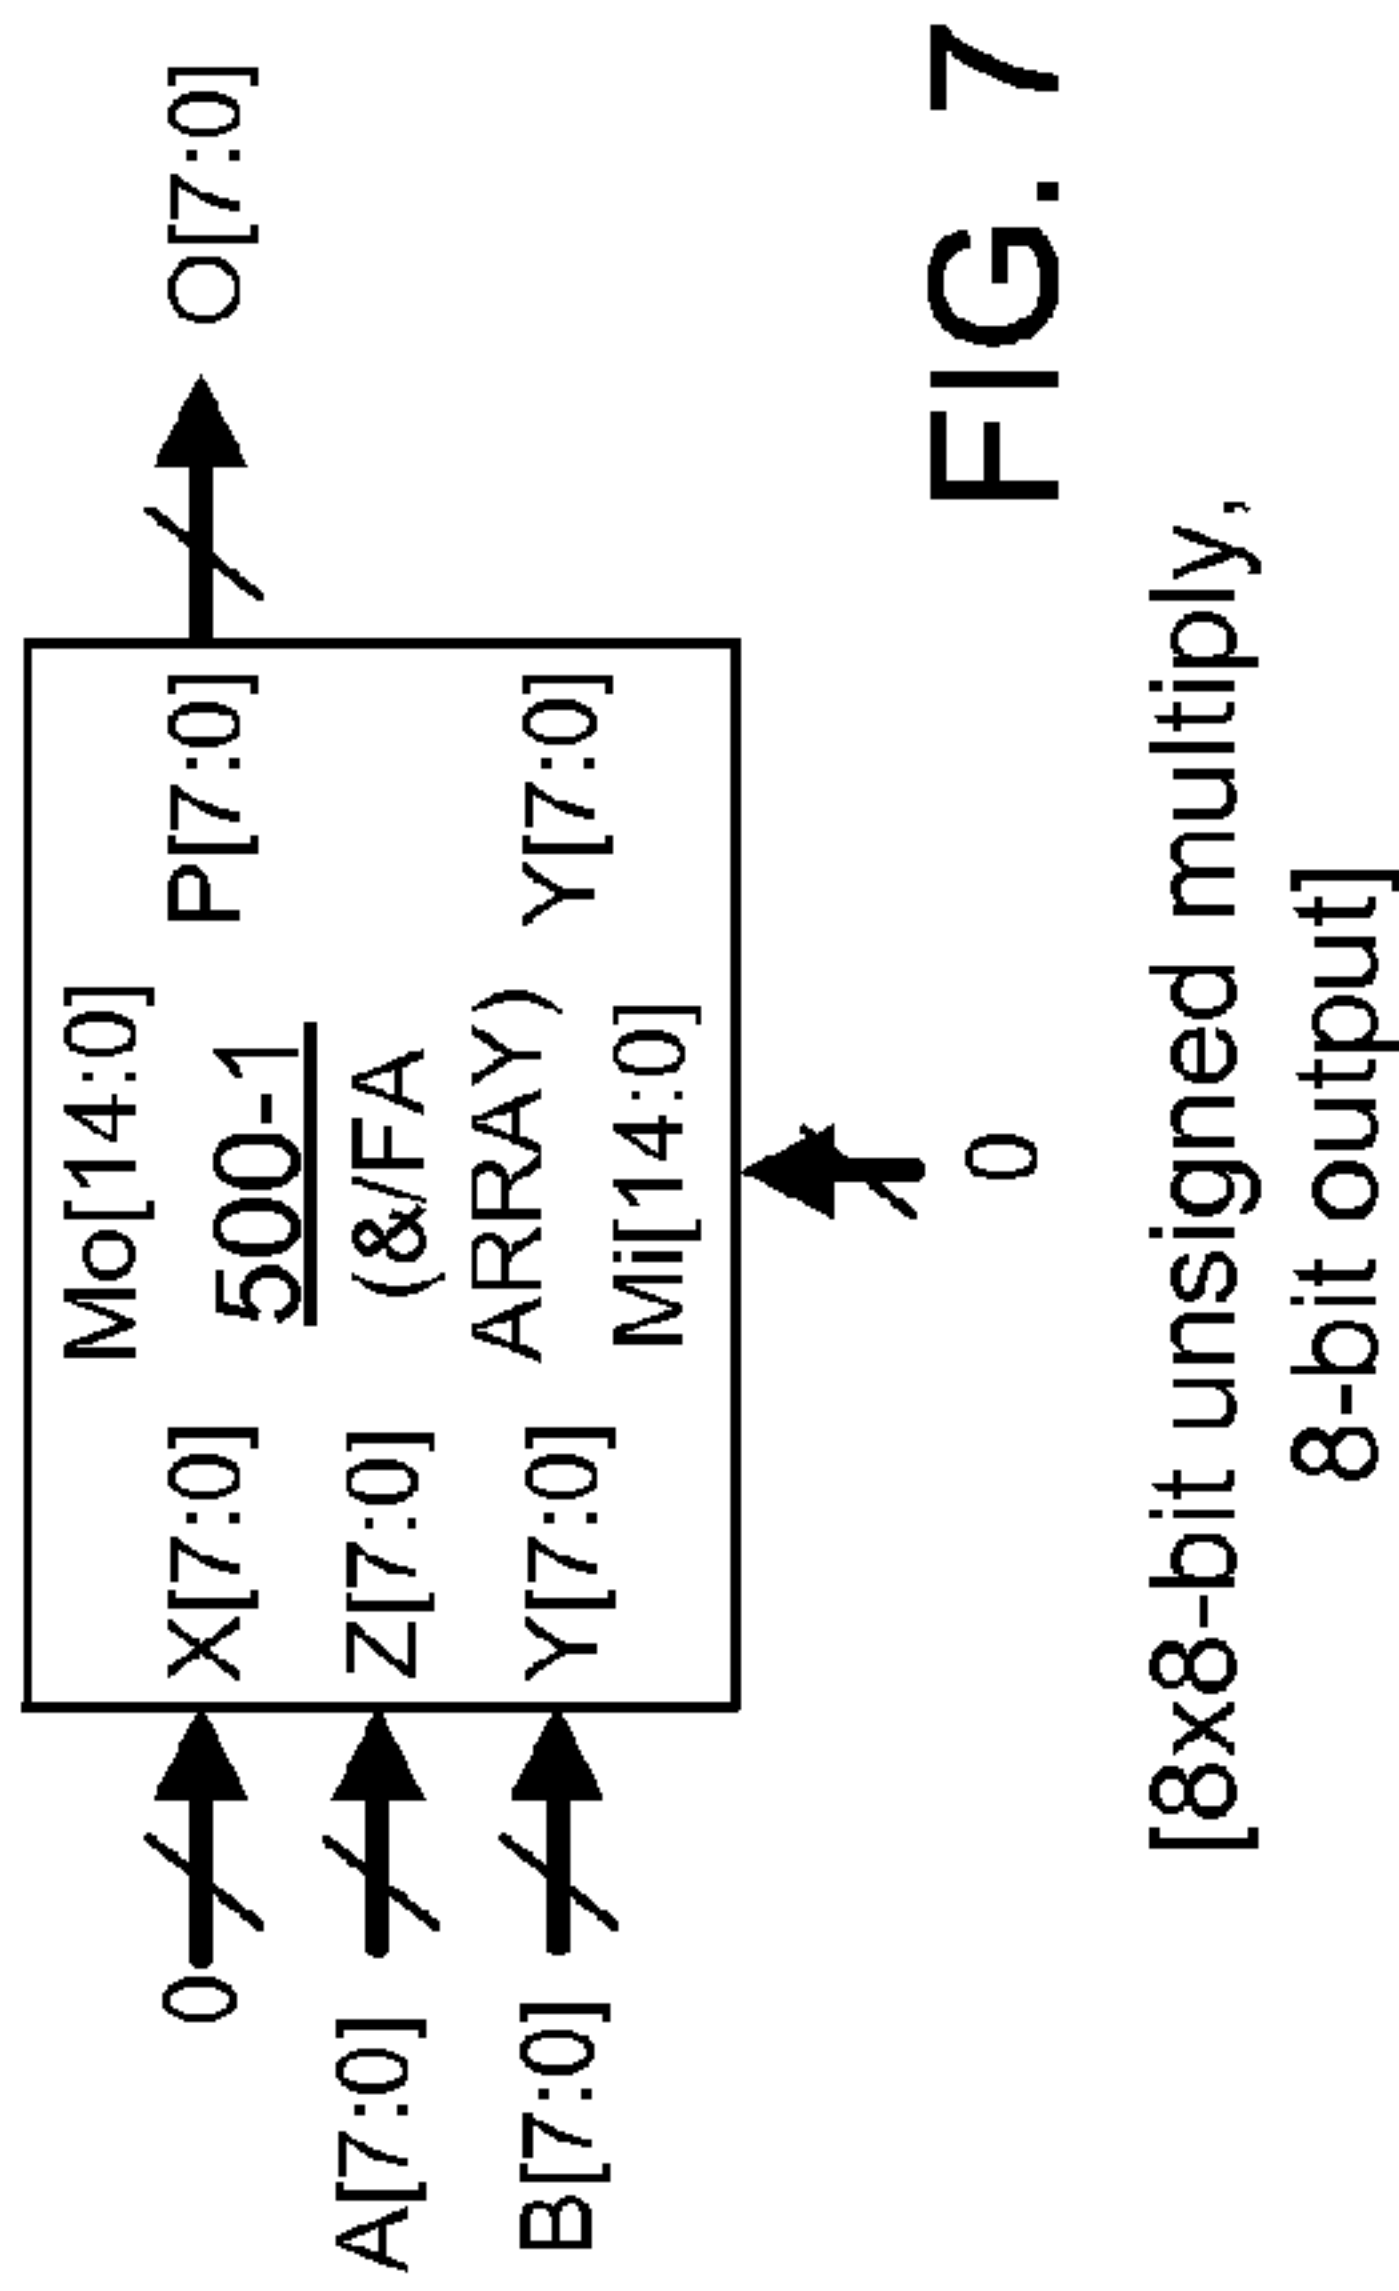 Mo[14:0]
0
X[7:0]
500-1
P[7:0]
O[7:0]
A[7:0]
Z[7:0]
(&/FA
B[7:0]
Y[7:0]
ARRAY)
Y[7:0]
Mi[14:0]
0
FIG. 7
[8x8-bit unsigned multiply,
8-bit output]